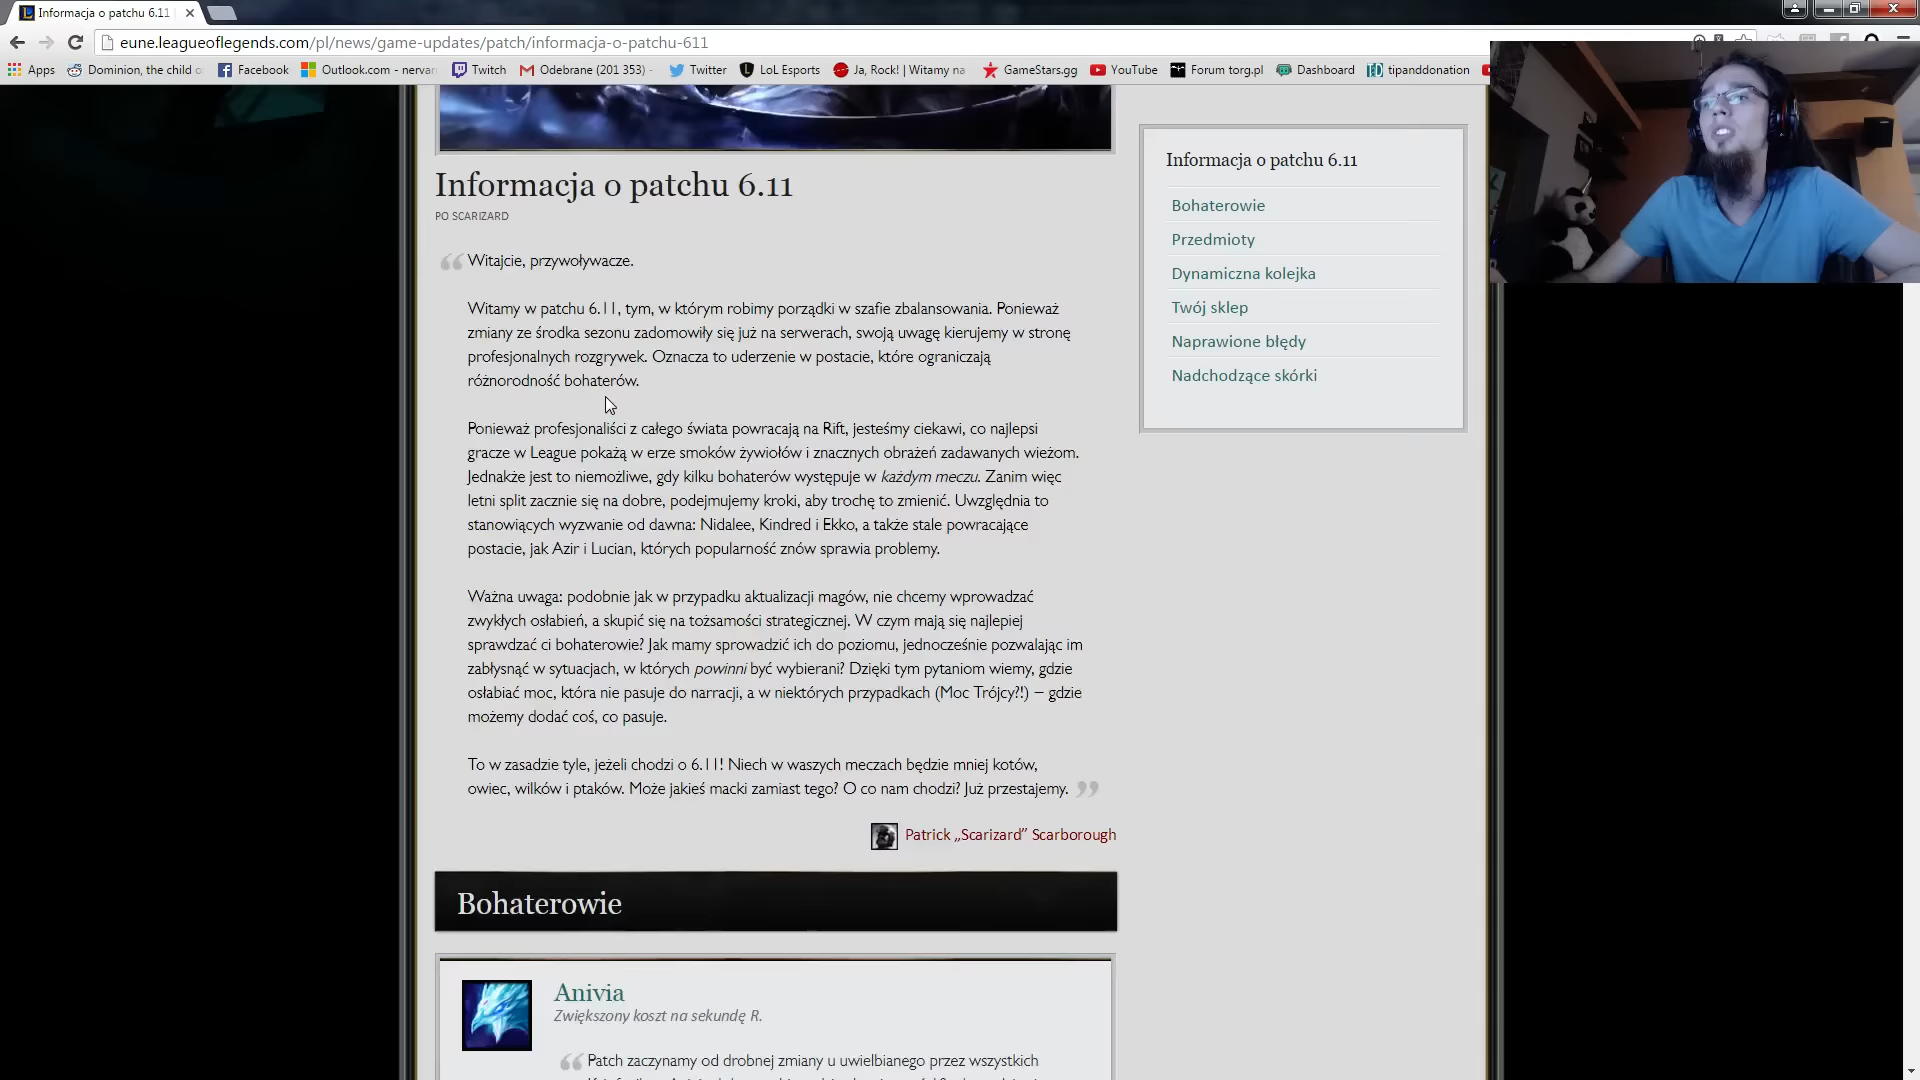 Informacja o patchu 6.11
eune.leagueoflegends.com/pl/news/game-updates/patch/informacja-o-patchu-611
Apps
Dominion, the child o
Facebook
Outlook.com - nervar
Twitch
Odebrane (201 353) -
Twitter
LoL Esports
Ja, Rock! | Witamy na
GameStars.gg
YouTube
Forum torg.pl
Dashboard
tipanddonation
Informacja o patchu 6.11
PO SCARIZARD
Witajcie, przywoływacze.
Witamy w patchu 6.11, tym, w którym robimy porządki w szafie zbalansowania. Ponieważ
zmiany ze środka sezonu zadomowiły się już na serwerach, swoją uwagę kierujemy w stronę
profesjonalnych rozgrywek. Oznacza to uderzenie w postacie, które ograniczają
różnorodność bohaterów.
Ponieważ profesjonaliści z całego świata powracają na Rift, jesteśmy ciekawi, co najlepsi
gracze w League pokażą w erze smoków żywiołów i znacznych obrażeń zadawanych wieżom.
Jednakże jest to niemożliwe, gdy kilku bohaterów występuje w każdym meczu. Zanim więc
letni split zacznie się na dobre, podejmujemy kroki, aby trochę to zmienić. Uwzględnia to
stanowiących wyzwanie od dawna: Nidalee, Kindred i Ekko, a także stale powracające
postacie, jak Azir i Lucian, których popularność znów sprawia problemy.
Ważna uwaga: podobnie jak w przypadku aktualizacji magów, nie chcemy wprowadzać
zwykłych osłabień, a skupić się na tożsamości strategicznej. W czym mają się najlepiej
sprawdzać ci bohaterowie? Jak mamy sprowadzić ich do poziomu, jednocześnie pozwalając im
zabłysnąć w sytuacjach, w których powinni być wybierani? Dzięki tym pytaniom wiemy, gdzie
osłabiać moc, która nie pasuje do narracji, a w niektórych przypadkach (Moc Trójcy?!) – gdzie
możemy dodać coś, co pasuje.
To w zasadzie tyle, jeżeli chodzi o 6.11! Niech w waszych meczach będzie mniej kotów,
owiec, wilków i ptaków. Może jakieś macki zamiast tego? O co nam chodzi? Już przestajemy.
Patrick „Scarizard” Scarborough
Bohaterowie
Anivia
Zwiększony koszt na sekundę R.
Patch zaczynamy od drobnej zmiany u uwielbianego przez wszystkich
Informacja o patchu 6.11
Bohaterowie
Przedmioty
Dynamiczna kolejka
Twój sklep
Naprawione błędy
Nadchodzące skórki